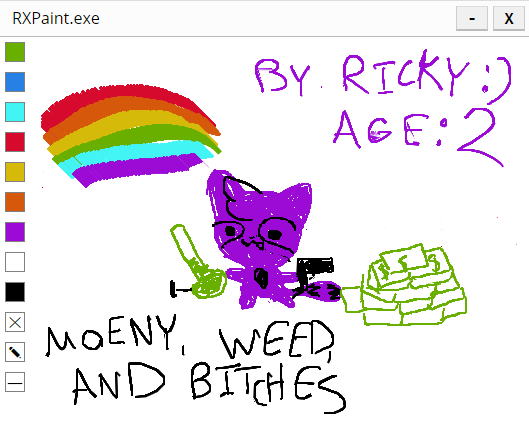 RXPaint.exe
- X
BY RICKY :)
AGE: 2
$ $ $
MOENY, WEED,
AND BITCHES